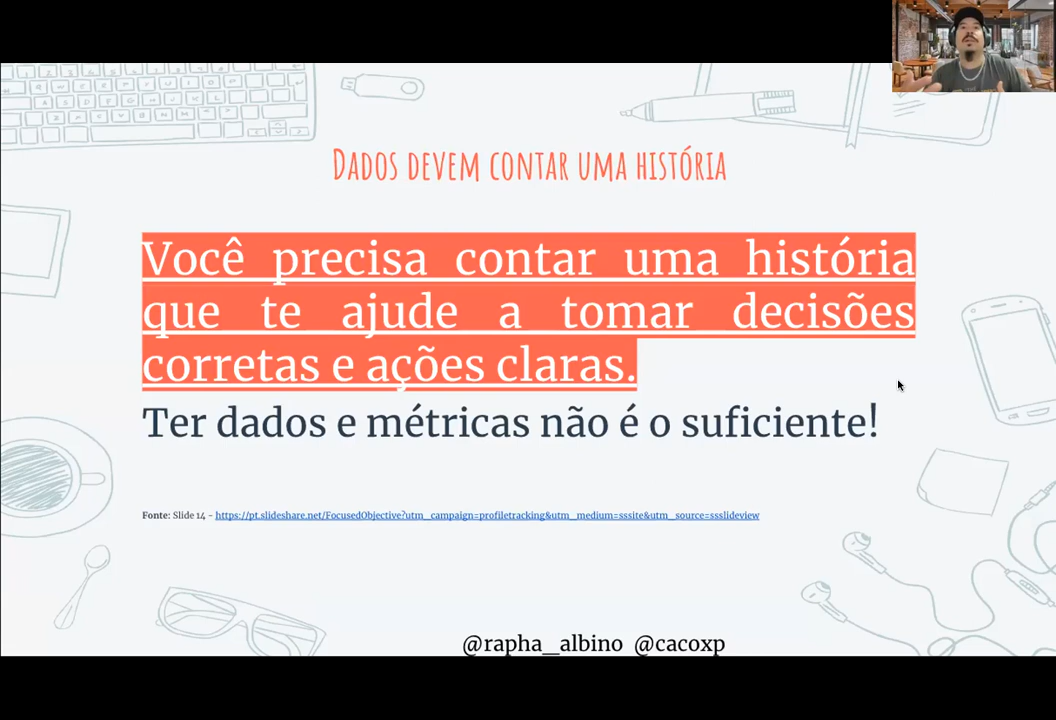 Dados devem contar uma história
Você precisa contar uma história
que te ajude a tomar decisões
corretas e ações claras.
Ter dados e métricas não é o suficiente!
Fonte: Slide 14 - https://pt.slideshare.net/FocusedObjective?utm_campaign=profiletracking&utm_medium=sssite&utm_source=ssslideview
@rapha_albino @cacoxp